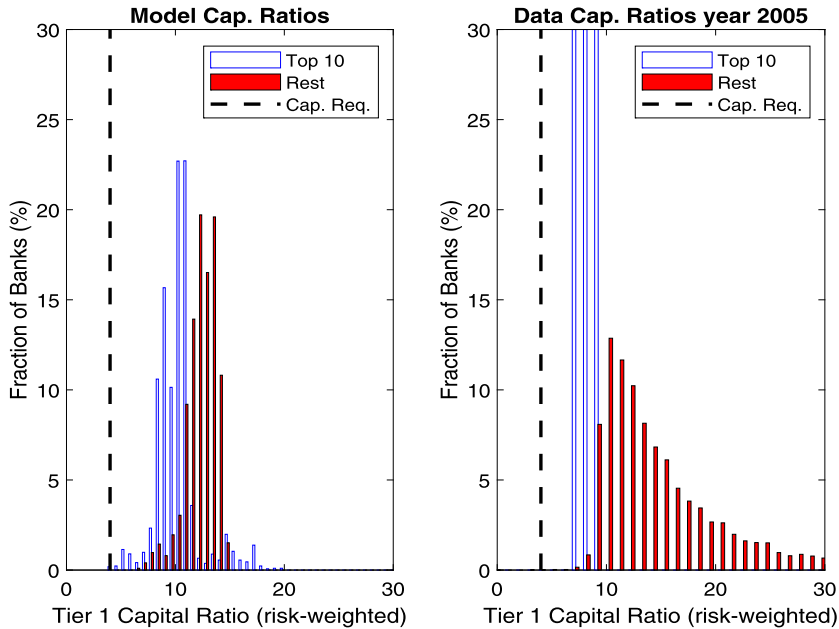 Model Cap. Ratios
30
25
20
15
10
5
0
Fraction of Banks (%)
Top 10
Rest
Cap. Req.
0 10 20 30
Tier 1 Capital Ratio (risk-weighted)
Data Cap. Ratios year 2005
30
25
20
15
10
5
0
Fraction of Banks (%)
Top 10
Rest
Cap. Req.
0 10 20 30
Tier 1 Capital Ratio (risk-weighted)